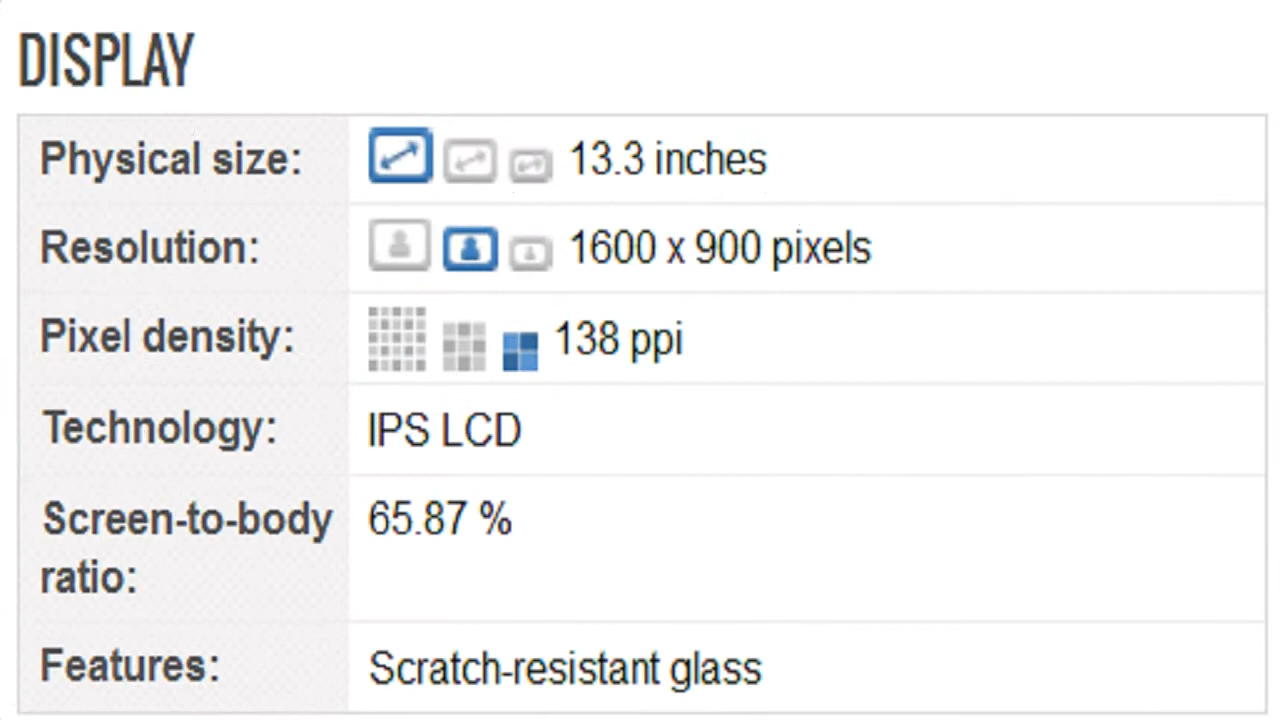 DISPLAY
Physical size: 13.3 inches
Resolution: 1600 x 900 pixels
Pixel density: 138 ppi
Technology: IPS LCD
Screen-to-body 65.87 %
ratio:
Features: Scratch-resistant glass